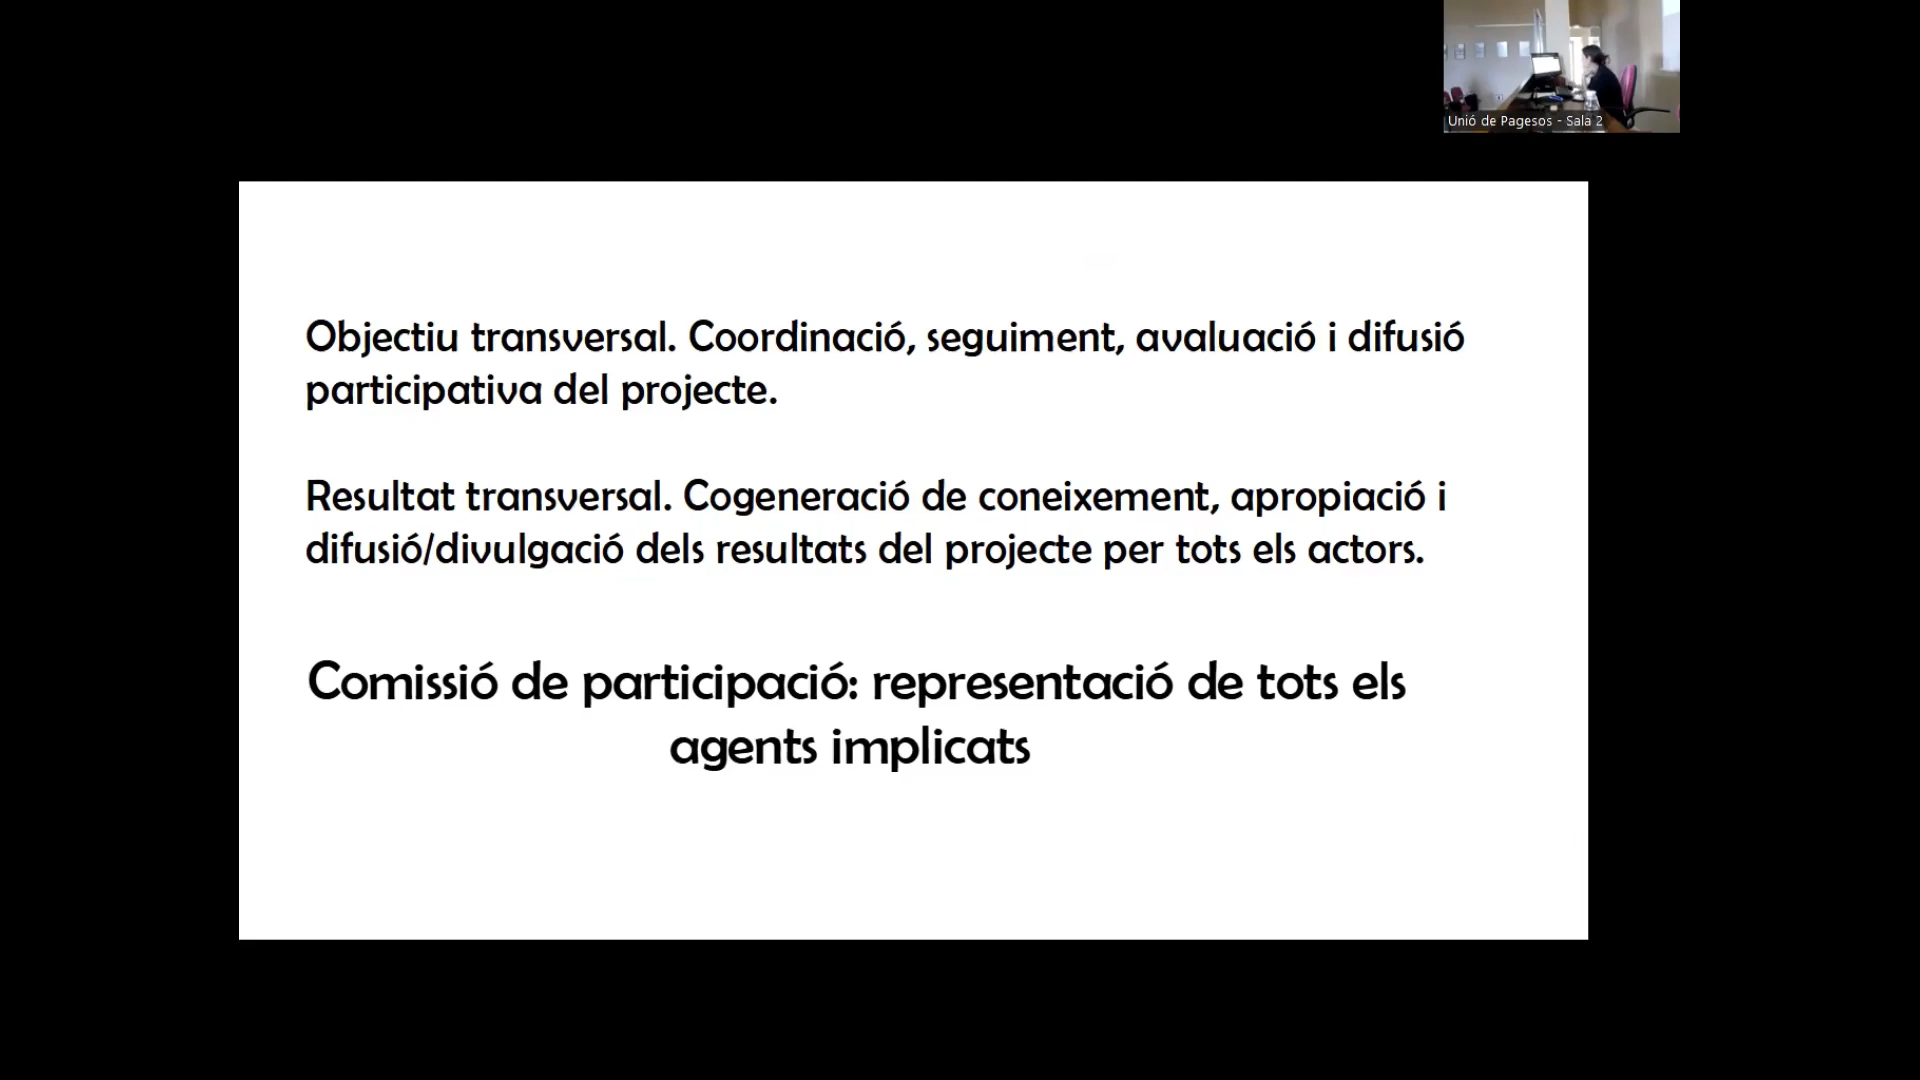 Unió de Pagesos - Sala 2
Objectiu transversal. Coordinació, seguiment, avaluació i difusió
participativa del projecte.
Resultat transversal. Cogeneració de coneixement, apropiació i
difusió/divulgació dels resultats del projecte per tots els actors.
Comissió de participació: representació de tots els
agents implicats